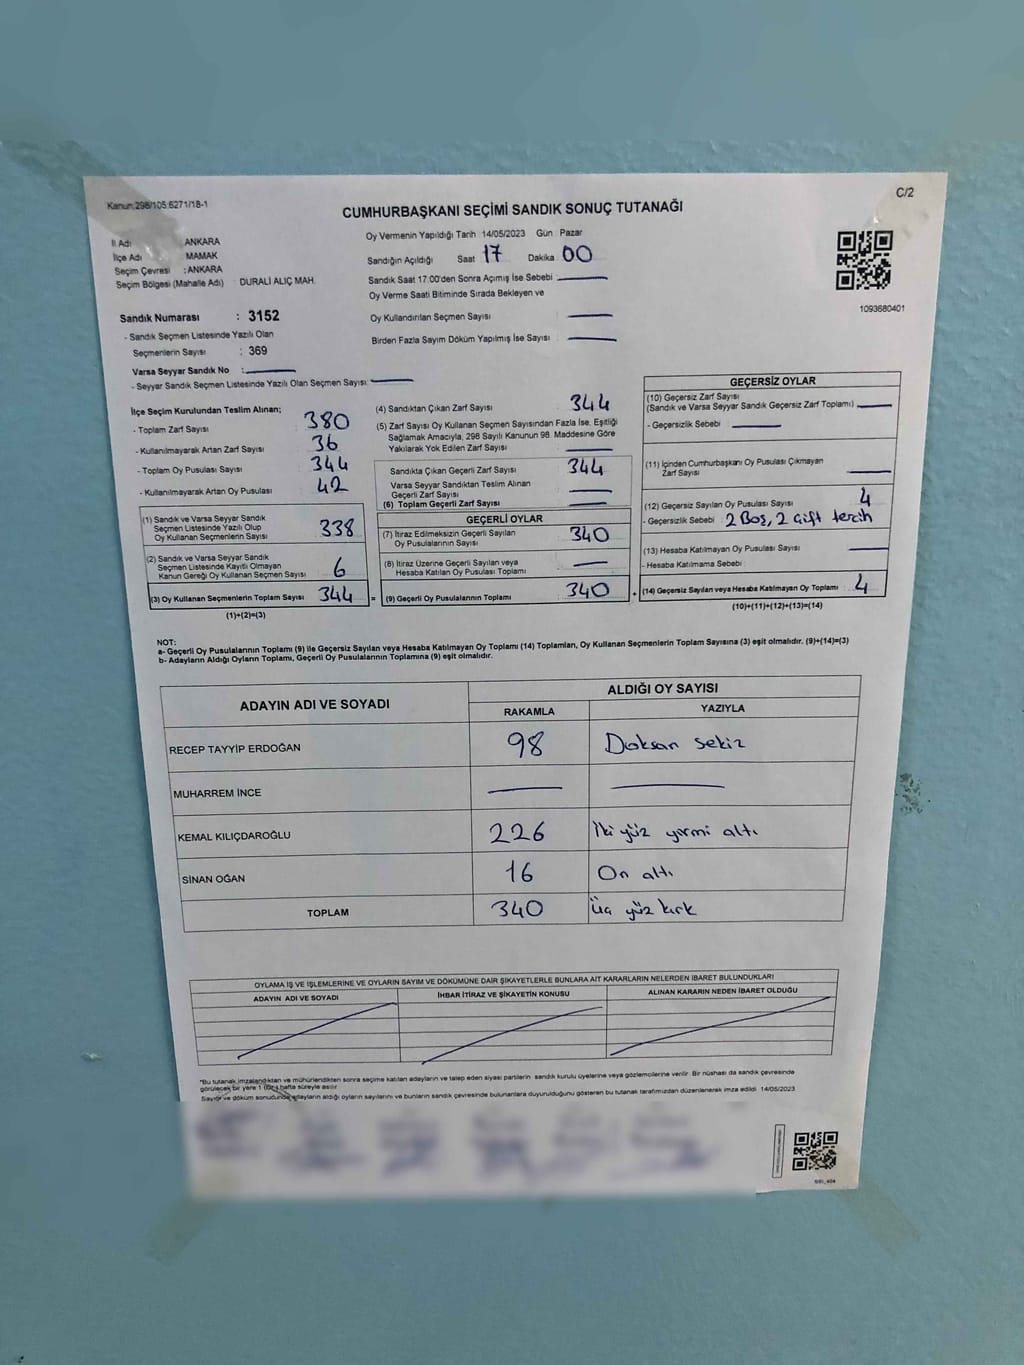 Kanun:298/105.6271/18-1
C/2
CUMHURBAŞKANI SEÇİMİ SANDIK SONUÇ TUTANAĞI
İl Adı : ANKARA
İlçe Adı : MAMAK
Seçim Çevresi : ANKARA
Seçim Bölgesi (Mahalle Adı) : DURALİ ALIÇ MAH.
Oy Vermenin Yapıldığı Tarih 14/05/2023 Gün Pazar
Sandığın Açıldığı Saat 17 Dakika 00
Sandık Saat 17:00'den Sonra Açımış İse Sebebi
Oy Verme Saati Bitiminde Sırada Bekleyen ve
Oy Kullandırılan Seçmen Sayısı
Birden Fazla Sayım Döküm Yapılmış İse Sayısı
1093680401
Sandık Numarası : 3152
- Sandık Seçmen Listesinde Yazılı Olan
Seçmenlerin Sayısı : 369
Varsa Seyyar Sandık No :
- Seyyar Sandık Seçmen Listesinde Yazılı Olan Seçmen Sayısı:
İlçe Seçim Kurulundan Teslim Alınan;
- Toplam Zarf Sayısı 380
- Kullanılmayarak Artan Zarf Sayısı 36
- Toplam Oy Pusulası Sayısı 344
- Kullanılmayarak Artan Oy Pusulası 42
(1) Sandık ve Varsa Seyyar Sandık
Seçmen Listesinde Yazılı Olup
Oy Kullanan Seçmenlerin Sayısı 338
(2) Sandık ve Varsa Seyyar Sandık
Seçmen Listesinde Kayıtlı Olmayan
Kanun Gereği Oy Kullanan Seçmen Sayısı 6
(3) Oy Kullanan Seçmenlerin Toplam Sayısı 344 =
(1)+(2)=(3)
(4) Sandıktan Çıkan Zarf Sayısı : 344
(5) Zarf Sayısı Oy Kullanan Seçmen Sayısından Fazla İse, Eşitliği
Sağlamak Amacıyla, 298 Sayılı Kanunun 98. Maddesine Göre
Yakılarak Yok Edilen Zarf Sayısı :
Sandıkta Çıkan Geçerli Zarf Sayısı : 344
Varsa Seyyar Sandıktan Teslim Alınan
Geçerli Zarf Sayısı
(6) Toplam Geçerli Zarf Sayısı
GEÇERLİ OYLAR
(7) İtiraz Edilmeksizin Geçerli Sayılan
Oy Pusulalarının Sayısı : 340
(8) İtiraz Üzerine Geçerli Sayılan veya
Hesaba Katılan Oy Pusulası Toplamı
(9) Geçerli Oy Pusulalarının Toplamı 340 +
GEÇERSİZ OYLAR
(10) Geçersiz Zarf Sayısı
(Sandık ve Varsa Seyyar Sandık Geçersiz Zarf Toplamı)
- Geçersizlik Sebebi :
(11) İçinden Cumhurbaşkanı Oy Pusulası Çıkmayan
Zarf Sayısı
(12) Geçersiz Sayılan Oy Pusulası Sayısı 4
- Geçersizlik Sebebi : 2 Boş, 2 Çift tercih
(13) Hesaba Katılmayan Oy Pusulası Sayısı
- Hesaba Katılmama Sebebi :
(14) Geçersiz Sayılan veya Hesaba Katılmayan Oy Toplamı 4
(10)+(11)+(12)+(13)=(14)
NOT:
a- Geçerli Oy Pusulalarının Toplamı (9) ile Geçersiz Sayılan veya Hesaba Katılmayan Oy Toplamı (14) Toplamları, Oy Kullanan Seçmenlerin Toplam Sayısına (3) eşit olmalıdır. (9)+(14)=(3)
b- Adayların Aldığı Oyların Toplamı, Geçerli Oy Pusulalarının Toplamına (9) eşit olmalıdır.
ADAYIN ADI VE SOYADI
ALDIĞI OY SAYISI
RAKAMLA YAZIYLA
RECEP TAYYİP ERDOĞAN 98 Doksan sekiz
MUHARREM İNCE
KEMAL KILIÇDAROĞLU 226 İki yüz yirmi altı
SİNAN OĞAN 16 On altı
TOPLAM 340 Üç yüz kırk
OYLAMA İŞ VE İŞLEMLERİNE VE OYLARIN SAYIM VE DÖKÜMÜNE DAİR ŞİKAYETLERLE BUNLARA AİT KARARLARIN NELERDEN İBARET BULUNDUKLARI
ADAYIN ADI VE SOYADI İHBAR İTİRAZ VE ŞİKAYETİN KONUSU ALINAN KARARIN NEDEN İBARET OLDUĞU
*Bu tutanak imzalandıktan ve mühürlendikten sonra seçime katılan adayların ve talep eden siyasi partilerin sandık kurulu üyelerine veya gözlemcilerine verilir. Bir nüshası da sandık çevresinde
görülecek bir yere 1 (bir) hafta süreyle asılır.
Sayım ve döküm sonucunda adayların aldığı oyların sayılarını ve bunların sandık çevresinde bulunanlara duyurulduğunu gösteren bu tutanak tarafımızdan düzenlenerek imza edildi. 14/05/2023